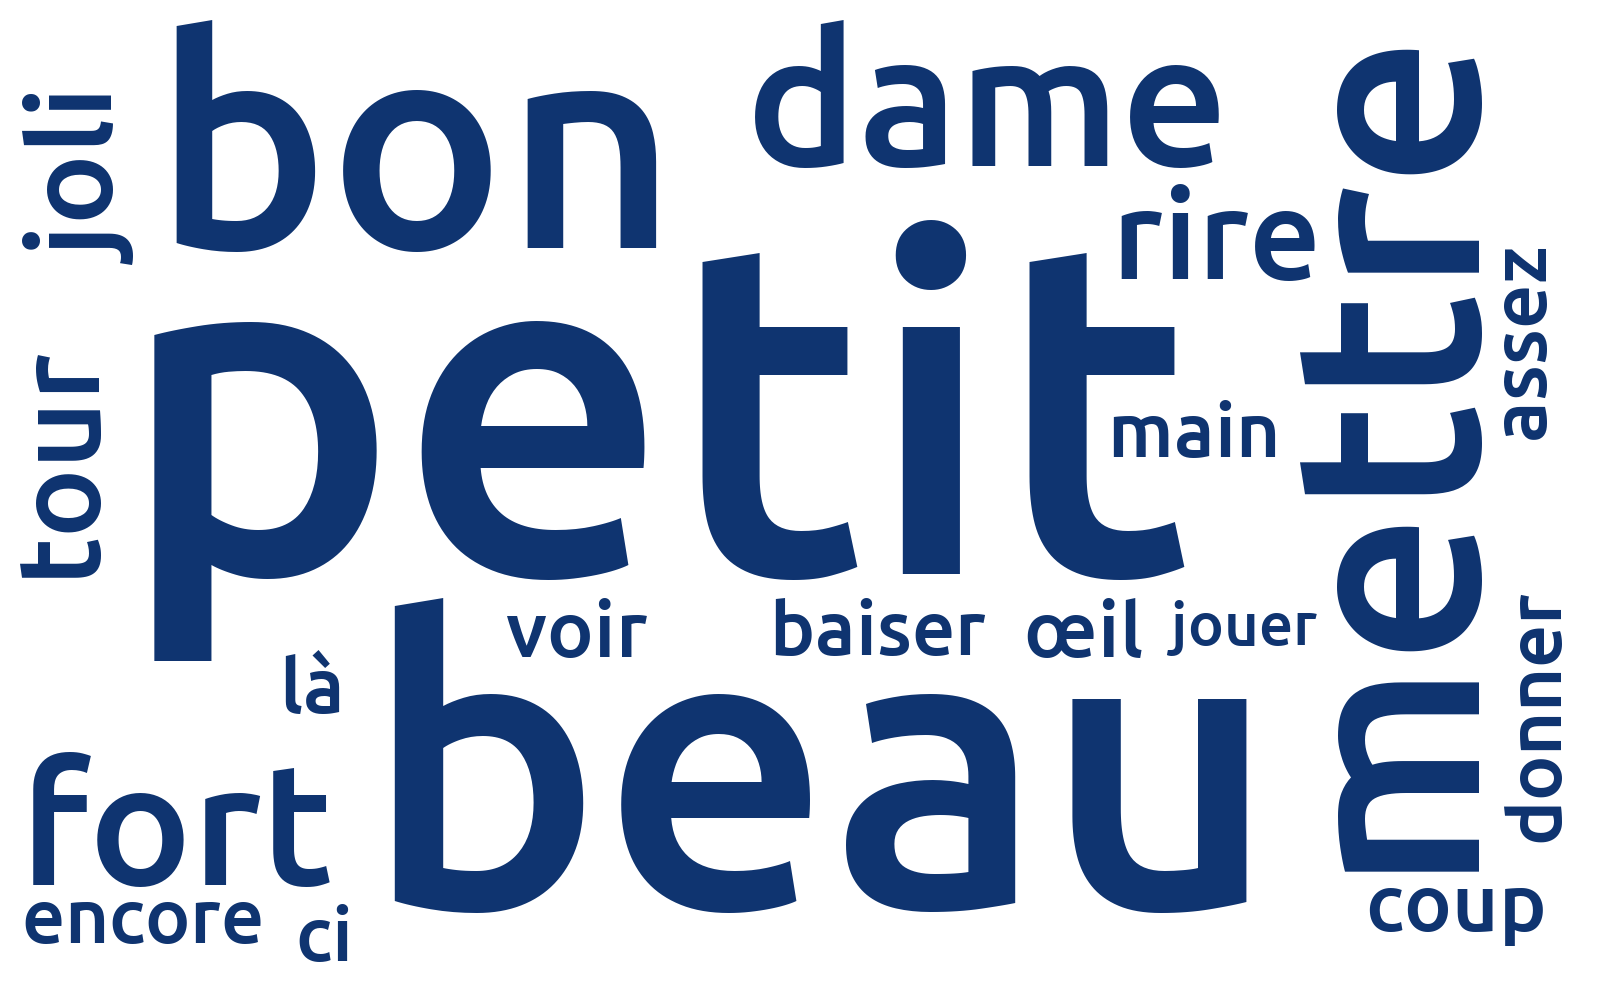 joli
bon
dame
mettre
rire
assez
tour
petit
main
voir
baiser
œil
jouer
donner
là
beau
fort
encore
ci
coup